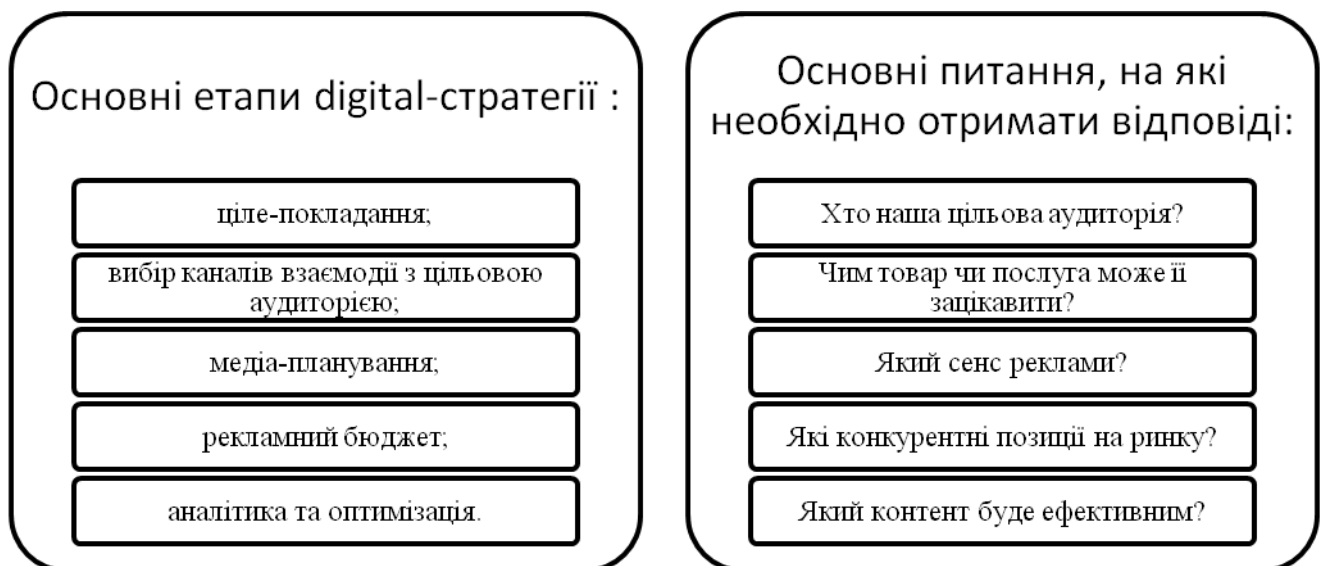 Основні етапи digital-стратегії :
ціле-покладання;
вибір каналів взаємодії з цільовою
аудиторією;
медіа-планування;
рекламний бюджет;
аналітика та оптимізація.
Основні питання, на які
необхідно отримати відповіді:
Хто наша цільова аудиторія?
Чим товар чи послуга може її
зацікавити?
Який сенс реклами?
Які конкурентні позиції на ринку?
Який контент буде ефективним?